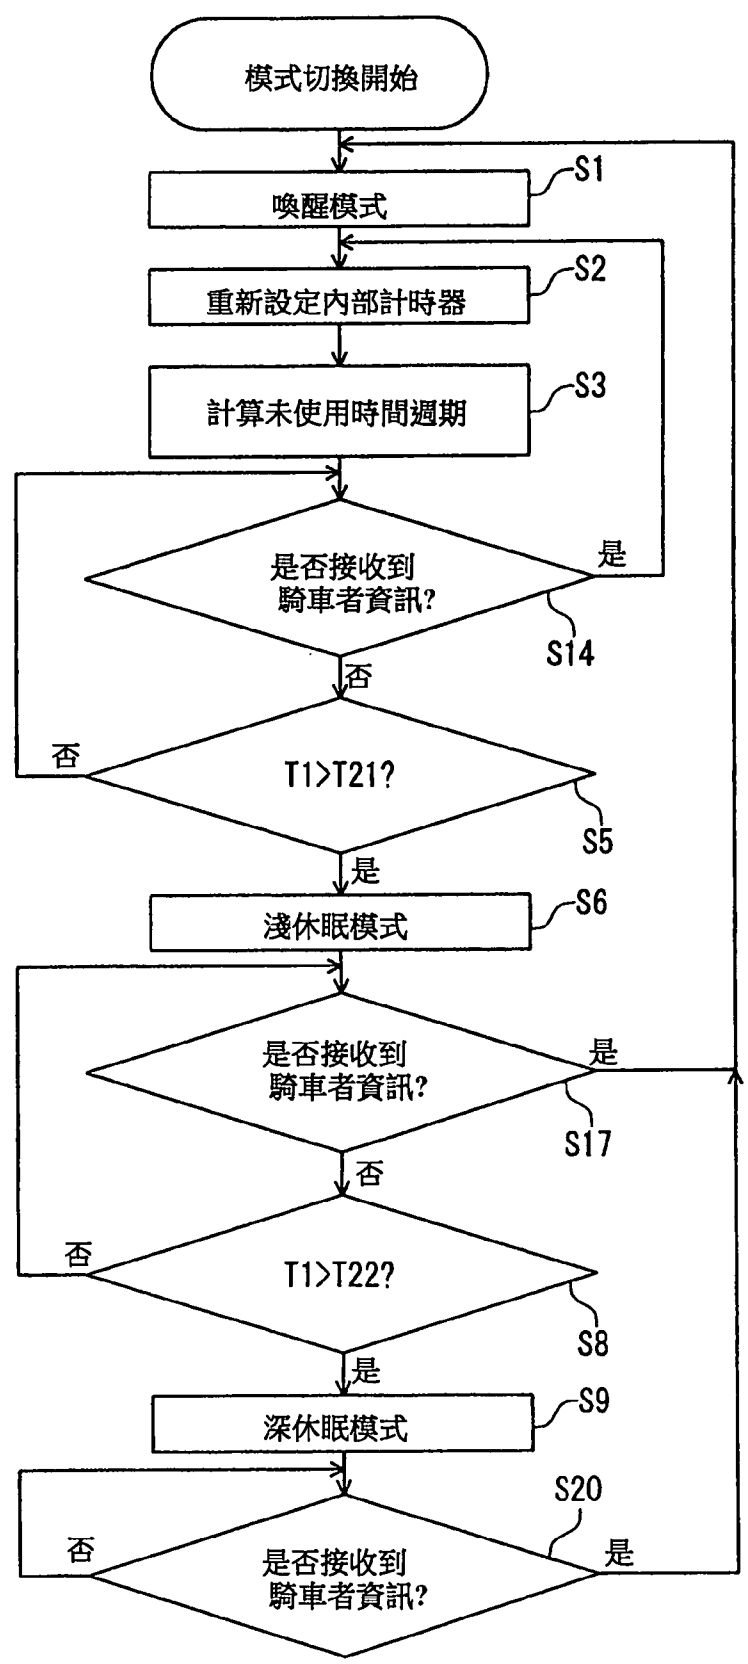 模式切換開始
S1
喚醒模式
S2
重新設定內部計時器
S3
計算未使用時間週期
是否接收到
騎車者資訊?
是
S14
否
T1>T21?
否
S5
是
S6
淺休眠模式
是否接收到
騎車者資訊?
是
S17
否
T1>T22?
否
S8
是
S9
深休眠模式
S20
是否接收到
騎車者資訊?
否
是